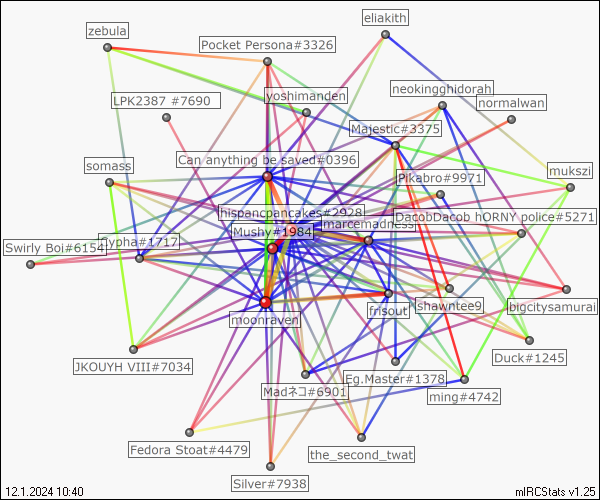 eliakith
zebula
Pocket Persona#3326
neokingghidorah
yoshimanden
LPK2387 #7690
normalwan
Majestic#3375
Can anything be saved#0396
somass
mukszi
Pikabro#9971
hispancpancakes#2928
DacobDacob hORNY police#5271
marcemadness
Mushy#1984
Swirly Boi#6154
ypha#1717
bigcitysamurai
shawntee9
frisout
moonraven
Duck#1245
JKOUYH VIII#7034
Eg.Master#1378
Madネコ#6901
ming#4742
Fedora Stoat#4479
the_second_twat
Silver#7938
12.1.2024 10:40
mIRCStats v1.25